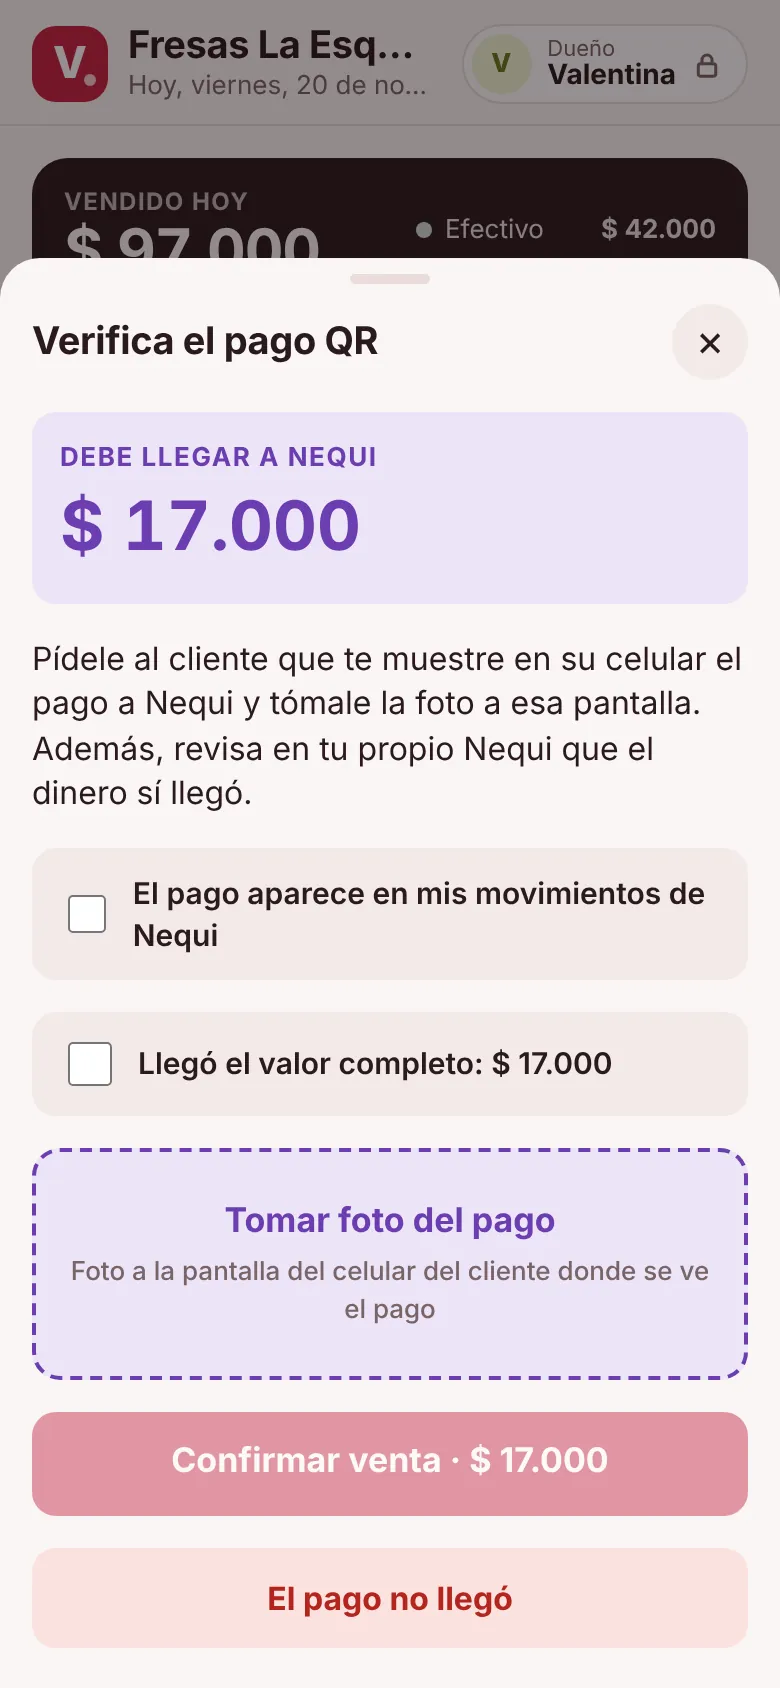 V.
Fresas La Esq...
Hoy, viernes, 20 de no...
V
Dueño
Valentina
VENDIDO HOY
$ 97.000
Efectivo
$ 42.000
Verifica el pago QR
×
DEBE LLEGAR A NEQUI
$ 17.000
Pídele al cliente que te muestre en su celular el
pago a Nequi y tómale la foto a esa pantalla.
Además, revisa en tu propio Nequi que el
dinero sí llegó.
El pago aparece en mis movimientos de
Nequi
Llegó el valor completo: $ 17.000
Tomar foto del pago
Foto a la pantalla del celular del cliente donde se ve
el pago
Confirmar venta · $ 17.000
El pago no llegó